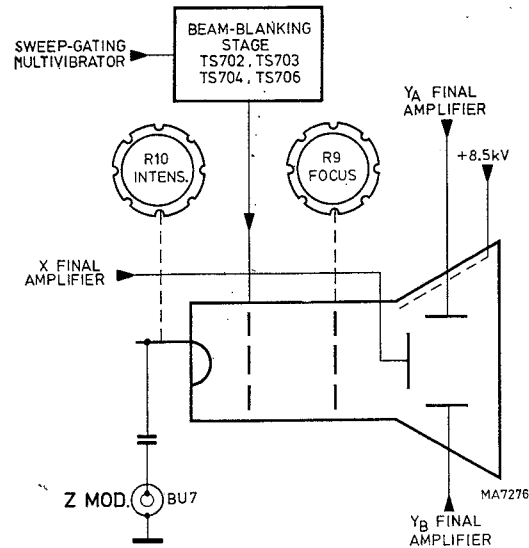 BEAM-BLANKING
STAGE
TS702, TS703
TS704, TS706
SWEEP-GATING
MULTIVIBRATOR
YA FINAL
AMPLIFIER
+8.5kV
R10
INTENS.
R9
FOCUS
X FINAL
AMPLIFIER
Z MOD.
BU7
MA7276
YB FINAL
AMPLIFIER